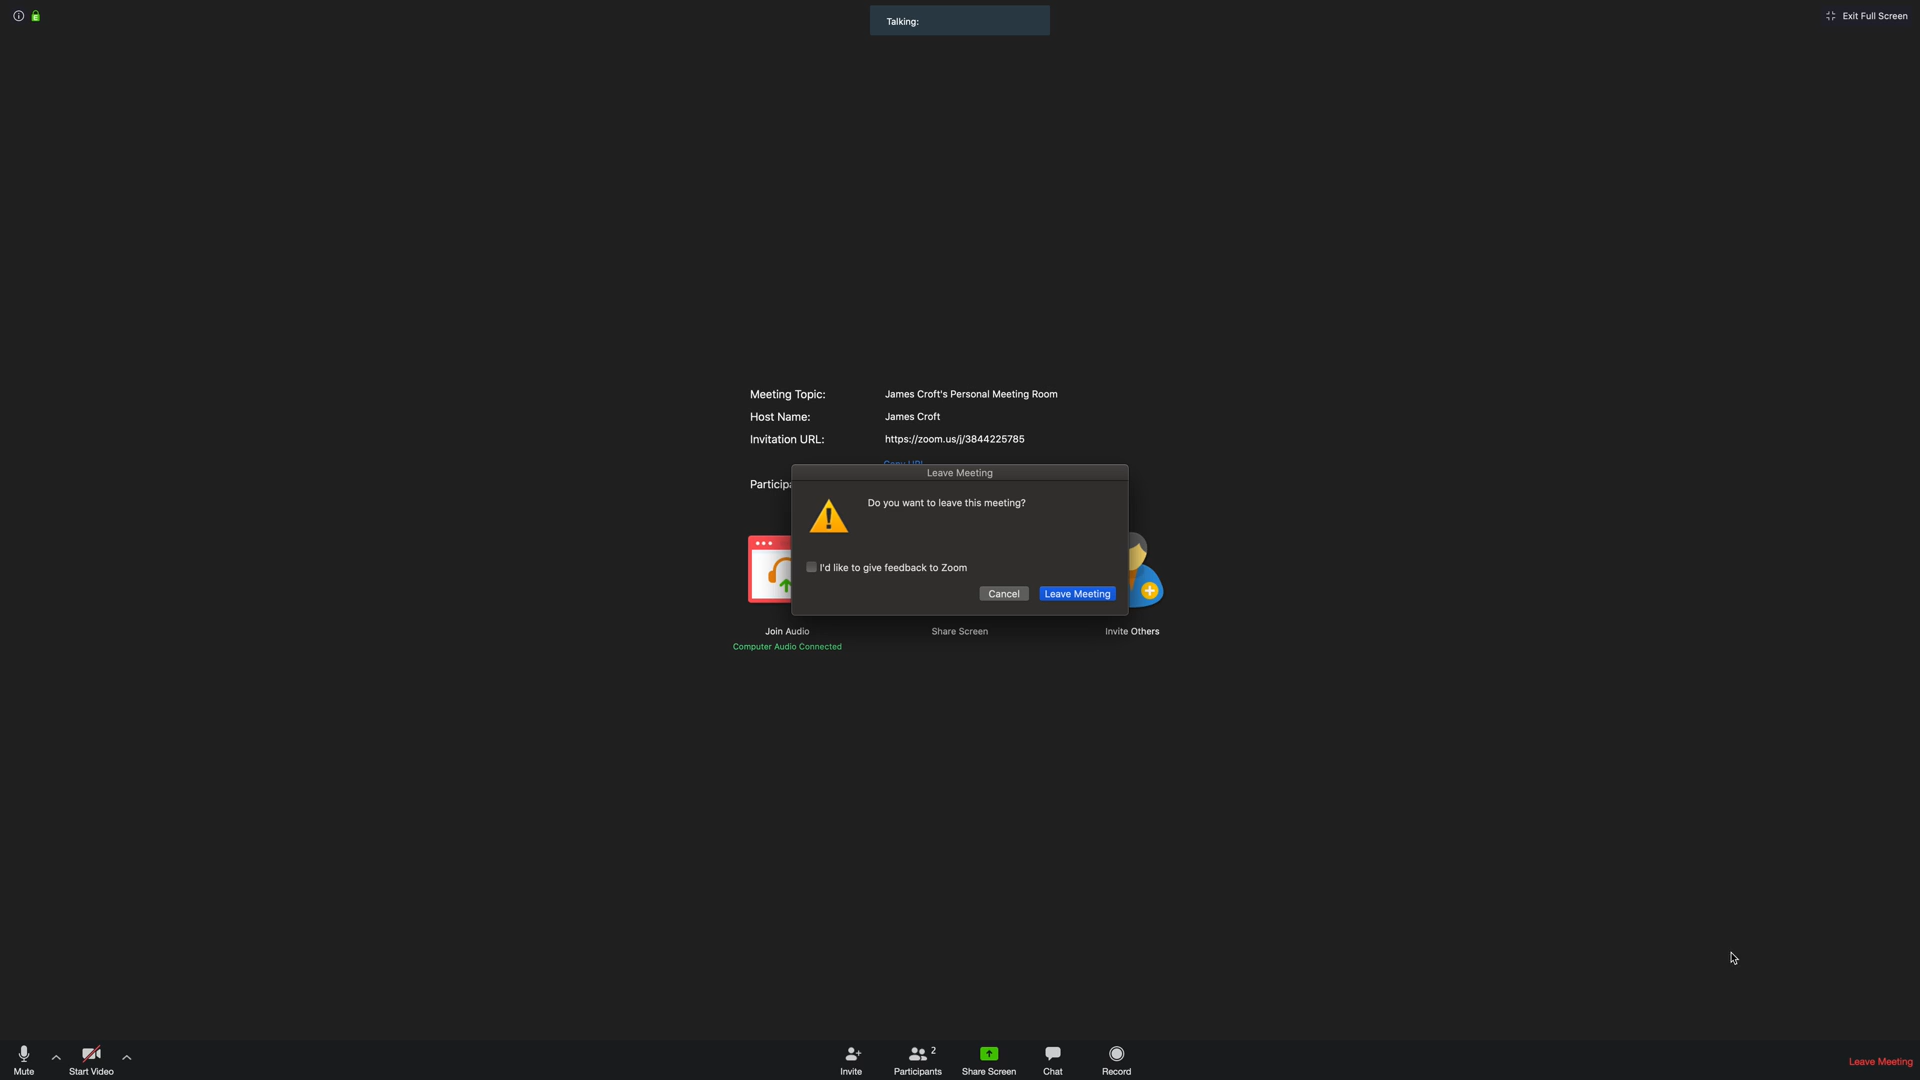 Talking:
Exit Full Screen
Meeting Topic: James Croft's Personal Meeting Room
Host Name: James Croft
Invitation URL: https://zoom.us/j/3844225785
Leave Meeting
Do you want to leave this meeting?
I'd like to give feedback to Zoom
Cancel Leave Meeting
Join Audio Share Screen Invite Others
Computer Audio Connected
2
Mute Start Video Invite Participants Share Screen Chat Record Leave Meeting